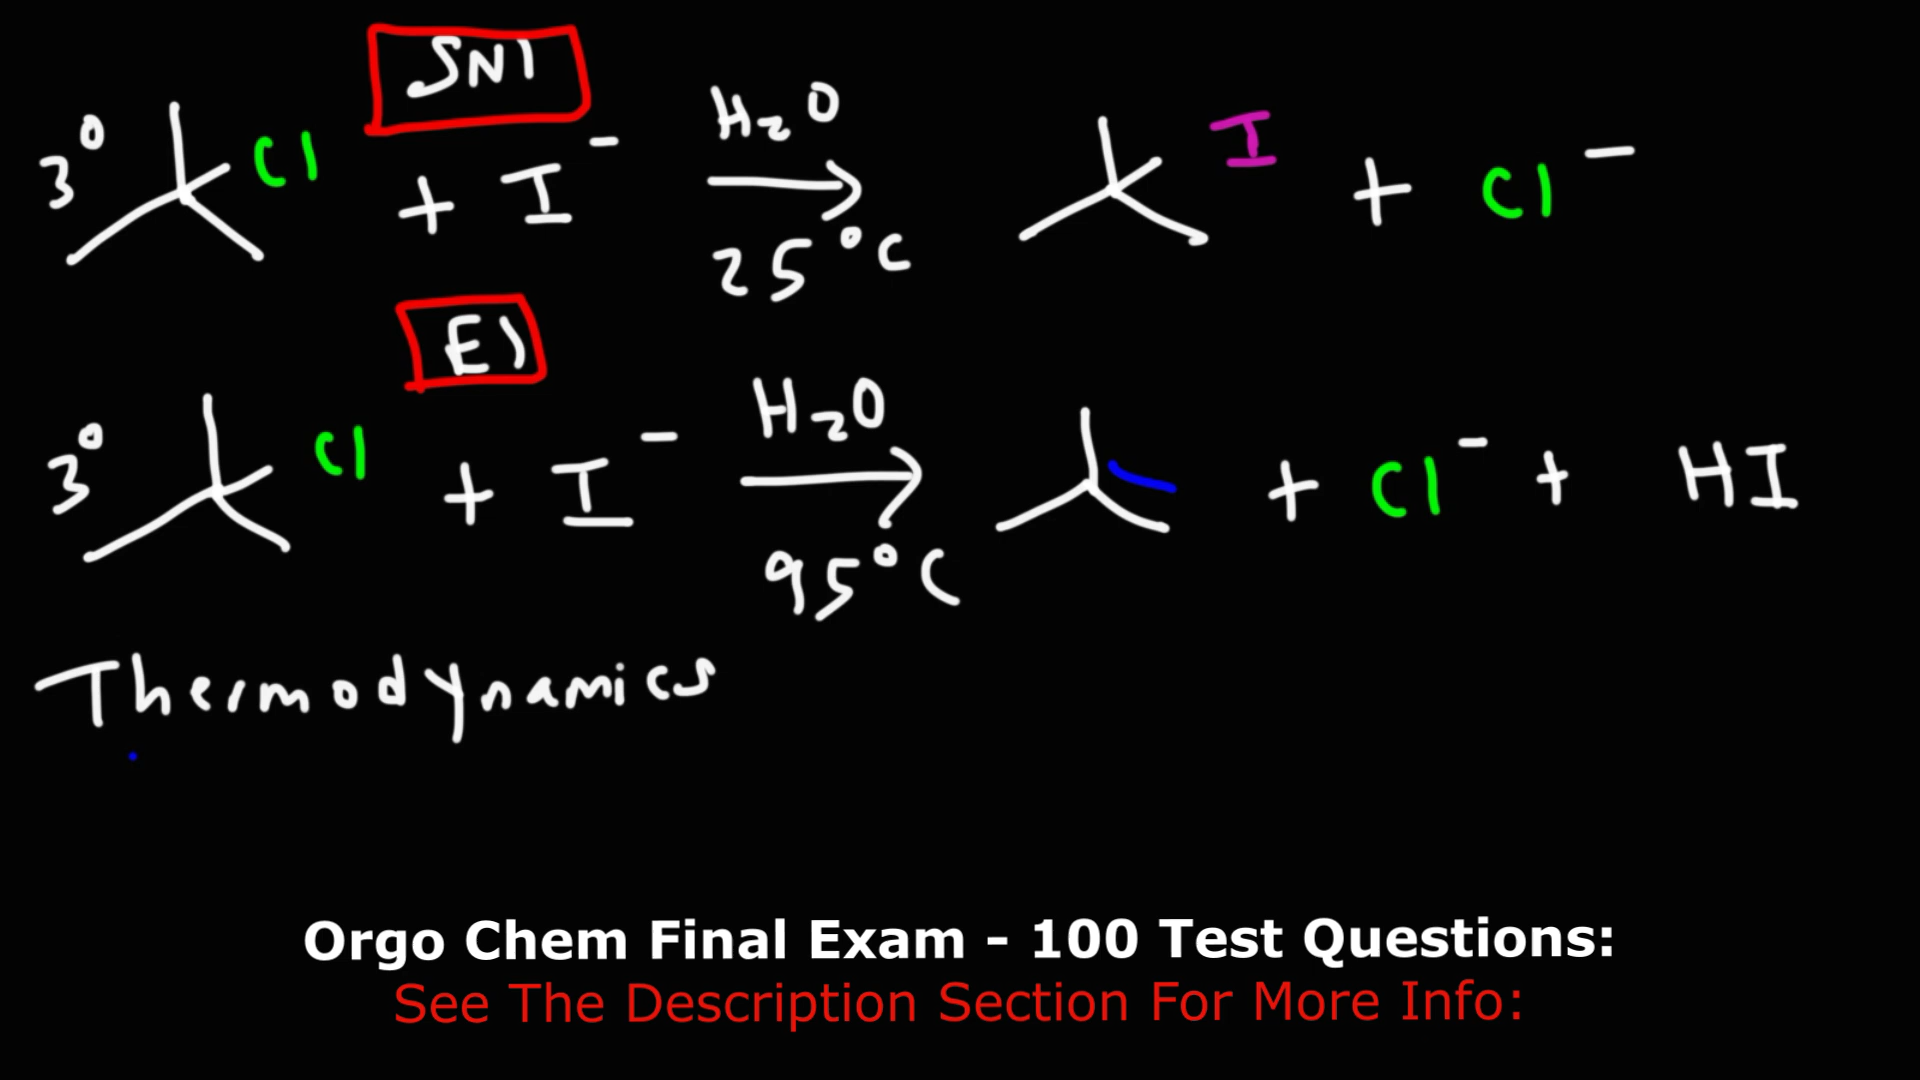 SN1
3° Cl + I⁻ H₂O 25°C I + Cl⁻
E1
3° Cl + I⁻ H₂O 95°C + Cl⁻ + HI
Thermodynamics
Orgo Chem Final Exam - 100 Test Questions:
See The Description Section For More Info: